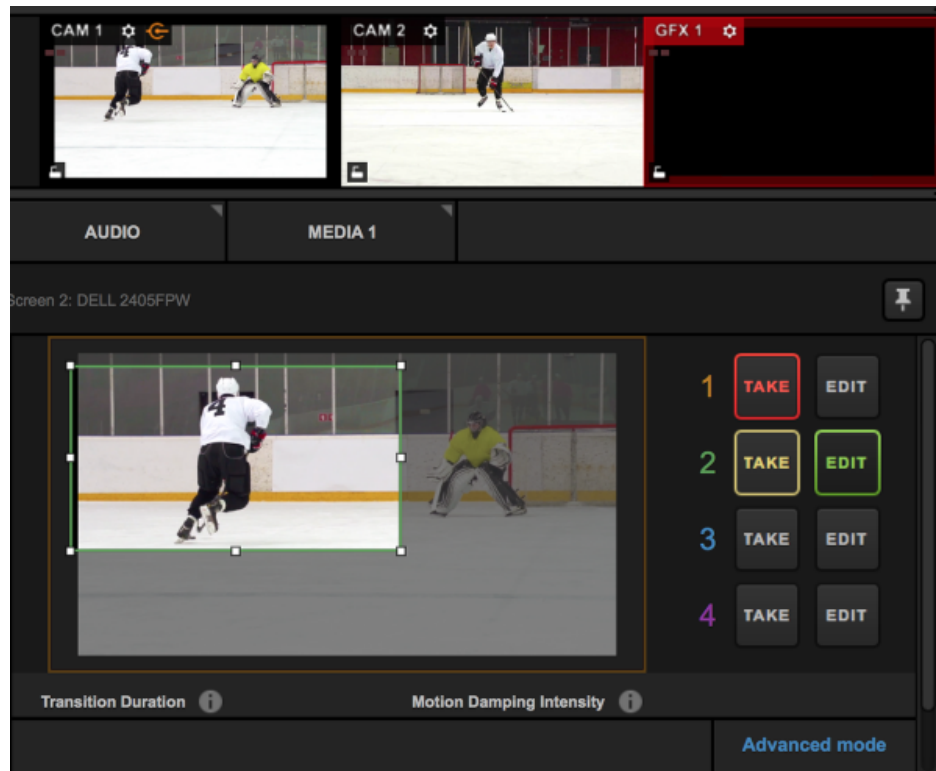 CAM 1
CAM 2
GFX 1
AUDIO
MEDIA 1
Screen 2: DELL 2405FPW
4
1 TAKE EDIT
2 TAKE EDIT
3 TAKE EDIT
4 TAKE EDIT
Transition Duration
Motion Damping Intensity
Advanced mode